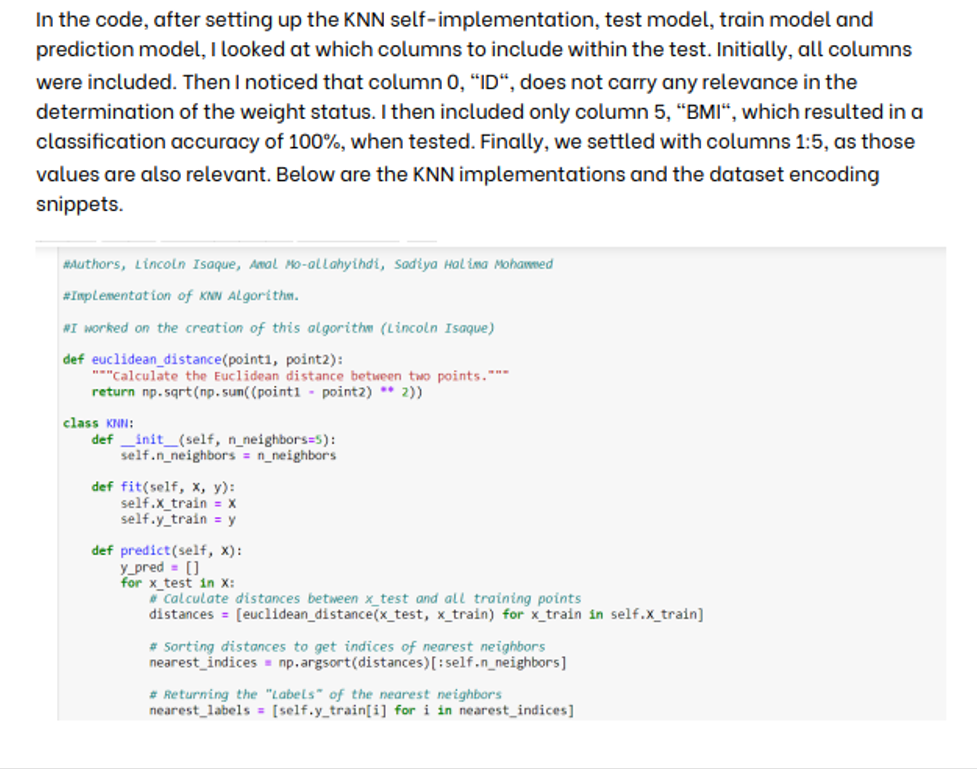 In the code, after setting up the KNN self-implementation, test model, train model and
prediction model, I looked at which columns to include within the test. Initially, all columns
were included. Then I noticed that column 0, “ID“, does not carry any relevance in the
determination of the weight status. I then included only column 5, “BMI“, which resulted in a
classification accuracy of 100%, when tested. Finally, we settled with columns 1:5, as those
values are also relevant. Below are the KNN implementations and the dataset encoding
snippets.
#Authors, Lincoln Isaque, Amal Mo-allahyihdi, Sadiya Halima Mohammed
#Implementation of KNN Algorithm.
#I worked on the creation of this algorithm (Lincoln Isaque)
def euclidean_distance(point1, point2):
    """Calculate the Euclidean distance between two points."""
    return np.sqrt(np.sum((point1 - point2) ** 2))
class KNN:
    def __init__(self, n_neighbors=5):
        self.n_neighbors = n_neighbors
    def fit(self, X, y):
        self.X_train = X
        self.y_train = y
    def predict(self, X):
        y_pred = []
        for x_test in X:
            # Calculate distances between x_test and all training points
            distances = [euclidean_distance(x_test, x_train) for x_train in self.X_train]
            # Sorting distances to get indices of nearest neighbors
            nearest_indices = np.argsort(distances)[:self.n_neighbors]
            # Returning the "Labels" of the nearest neighbors
            nearest_labels = [self.y_train[i] for i in nearest_indices]